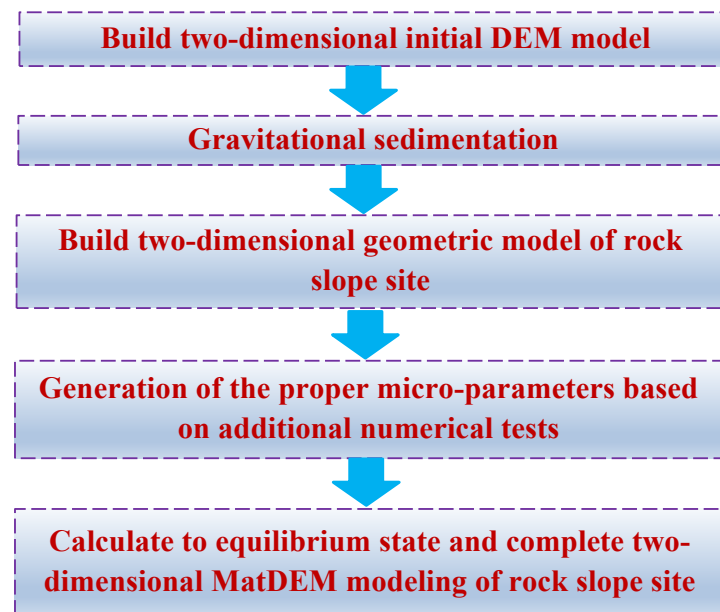 Build two-dimensional initial DEM model
Gravitational sedimentation
Build two-dimensional geometric model of rock
slope site
Generation of the proper micro-parameters based
on additional numerical tests
Calculate to equilibrium state and complete two-
dimensional MatDEM modeling of rock slope site